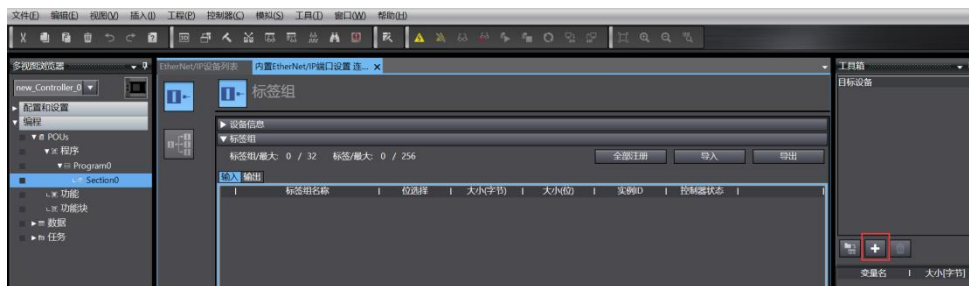 文件(F) 编辑(E) 视图(V) 插入(I) 工程(P) 控制器(C) 模拟(S) 工具(T) 窗口(W) 帮助(H)
多视图浏览器
new_Controller_0
配置和设置
编程
POUs
程序
Program0
Section0
功能
功能块
数据
任务
EtherNet/IP设备列表 内置EtherNet/IP端口设置 连...
标签组
设备信息
标签组
标签组/最大: 0 / 32 标签/最大: 0 / 256
全部注册 导入 导出
输入 输出
标签组名称 | 位选择 | 大小(字节) | 大小(位) | 实例ID | 控制器状态 |
工具箱
目标设备
变量名 | 大小(字节)